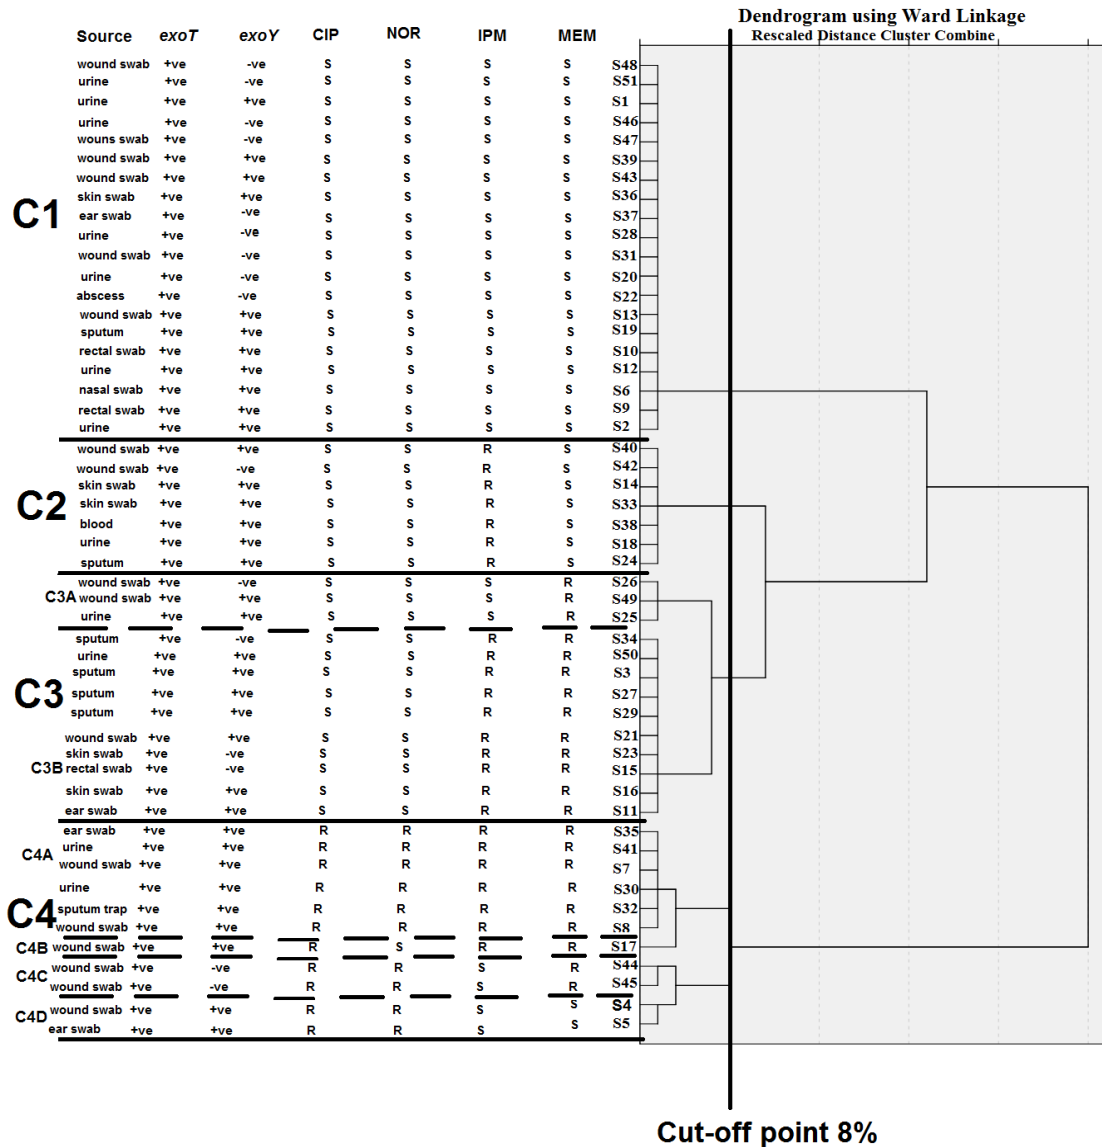 Dendrogram using Ward Linkage
Rescaled Distance Cluster Combine
Source exoT exoY CIP NOR IPM MEM
wound swab +ve -ve S S S S S48
urine +ve -ve S S S S S51
urine +ve +ve S S S S S1
urine +ve -ve S S S S S46
wouns swab +ve -ve S S S S S47
wound swab +ve +ve S S S S S39
wound swab +ve +ve S S S S S43
skin swab +ve +ve S S S S S36
C1
ear swab +ve -ve S S S S S37
urine +ve -ve S S S S S28
wound swab +ve -ve S S S S S31
urine +ve -ve S S S S S20
abscess +ve -ve S S S S S22
wound swab +ve +ve S S S S S13
sputum +ve +ve S S S S S19
rectal swab +ve +ve S S S S S10
urine +ve +ve S S S S S12
nasal swab +ve +ve S S S S S6
rectal swab +ve +ve S S S S S9
urine +ve +ve S S S S S2
wound swab +ve +ve S S R S S40
wound swab +ve -ve S S R S S42
skin swab +ve +ve S S R S S14
C2
skin swab +ve +ve S S R S S33
blood +ve +ve S S R S S38
urine +ve +ve S S R S S18
sputum +ve +ve S S R S S24
wound swab +ve -ve S S S R S26
C3A wound swab +ve +ve S S S R S49
urine +ve +ve S S S R S25
sputum +ve -ve S S R R S34
urine +ve +ve S S R R S50
sputum +ve +ve S S R R S3
C3
sputum +ve +ve S S R R S27
sputum +ve +ve S S R R S29
wound swab +ve +ve S S R R S21
skin swab +ve -ve S S R R S23
C3B rectal swab +ve -ve S S R R S15
skin swab +ve +ve S S R R S16
ear swab +ve +ve S S R R S11
ear swab +ve +ve R R R R S35
C4A urine +ve +ve R R R R S41
wound swab +ve +ve R R R R S7
urine +ve +ve R R R R S30
C4
sputum trap +ve +ve R R R R S32
wound swab +ve +ve R R R R S8
C4B wound swab +ve +ve R S R R S17
C4C wound swab +ve -ve R R S R S44
wound swab +ve -ve R R S R S45
C4D wound swab +ve +ve R R S S S4
ear swab +ve +ve R R S S S5
Cut-off point 8%